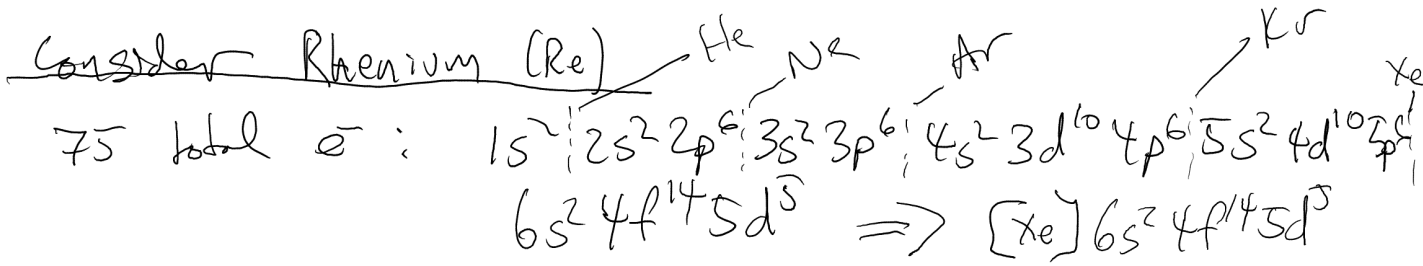 Consider Rhenium (Re)
He Ne Ar Kr Xe
75 total e⁻ : 1s² 2s² 2p⁶ 3s² 3p⁶ 4s² 3d¹⁰ 4p⁶ 5s² 4d¹⁰ 5p⁶
6s² 4f¹⁴ 5d⁵ ⇒ [Xe] 6s² 4f¹⁴ 5d⁵